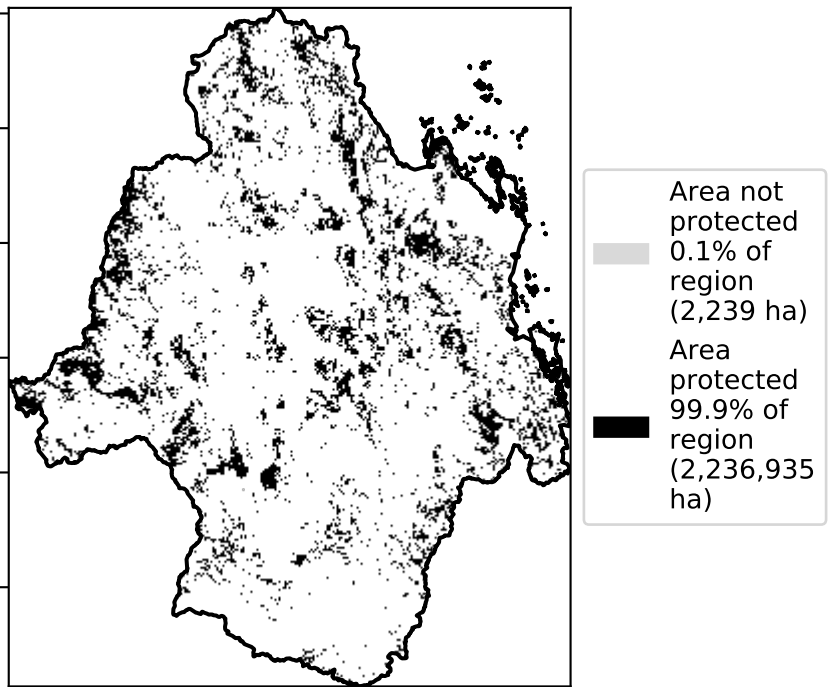 Area not
protected
0.1% of
region
(2,239 ha)
Area
protected
99.9% of
region
(2,236,935
ha)